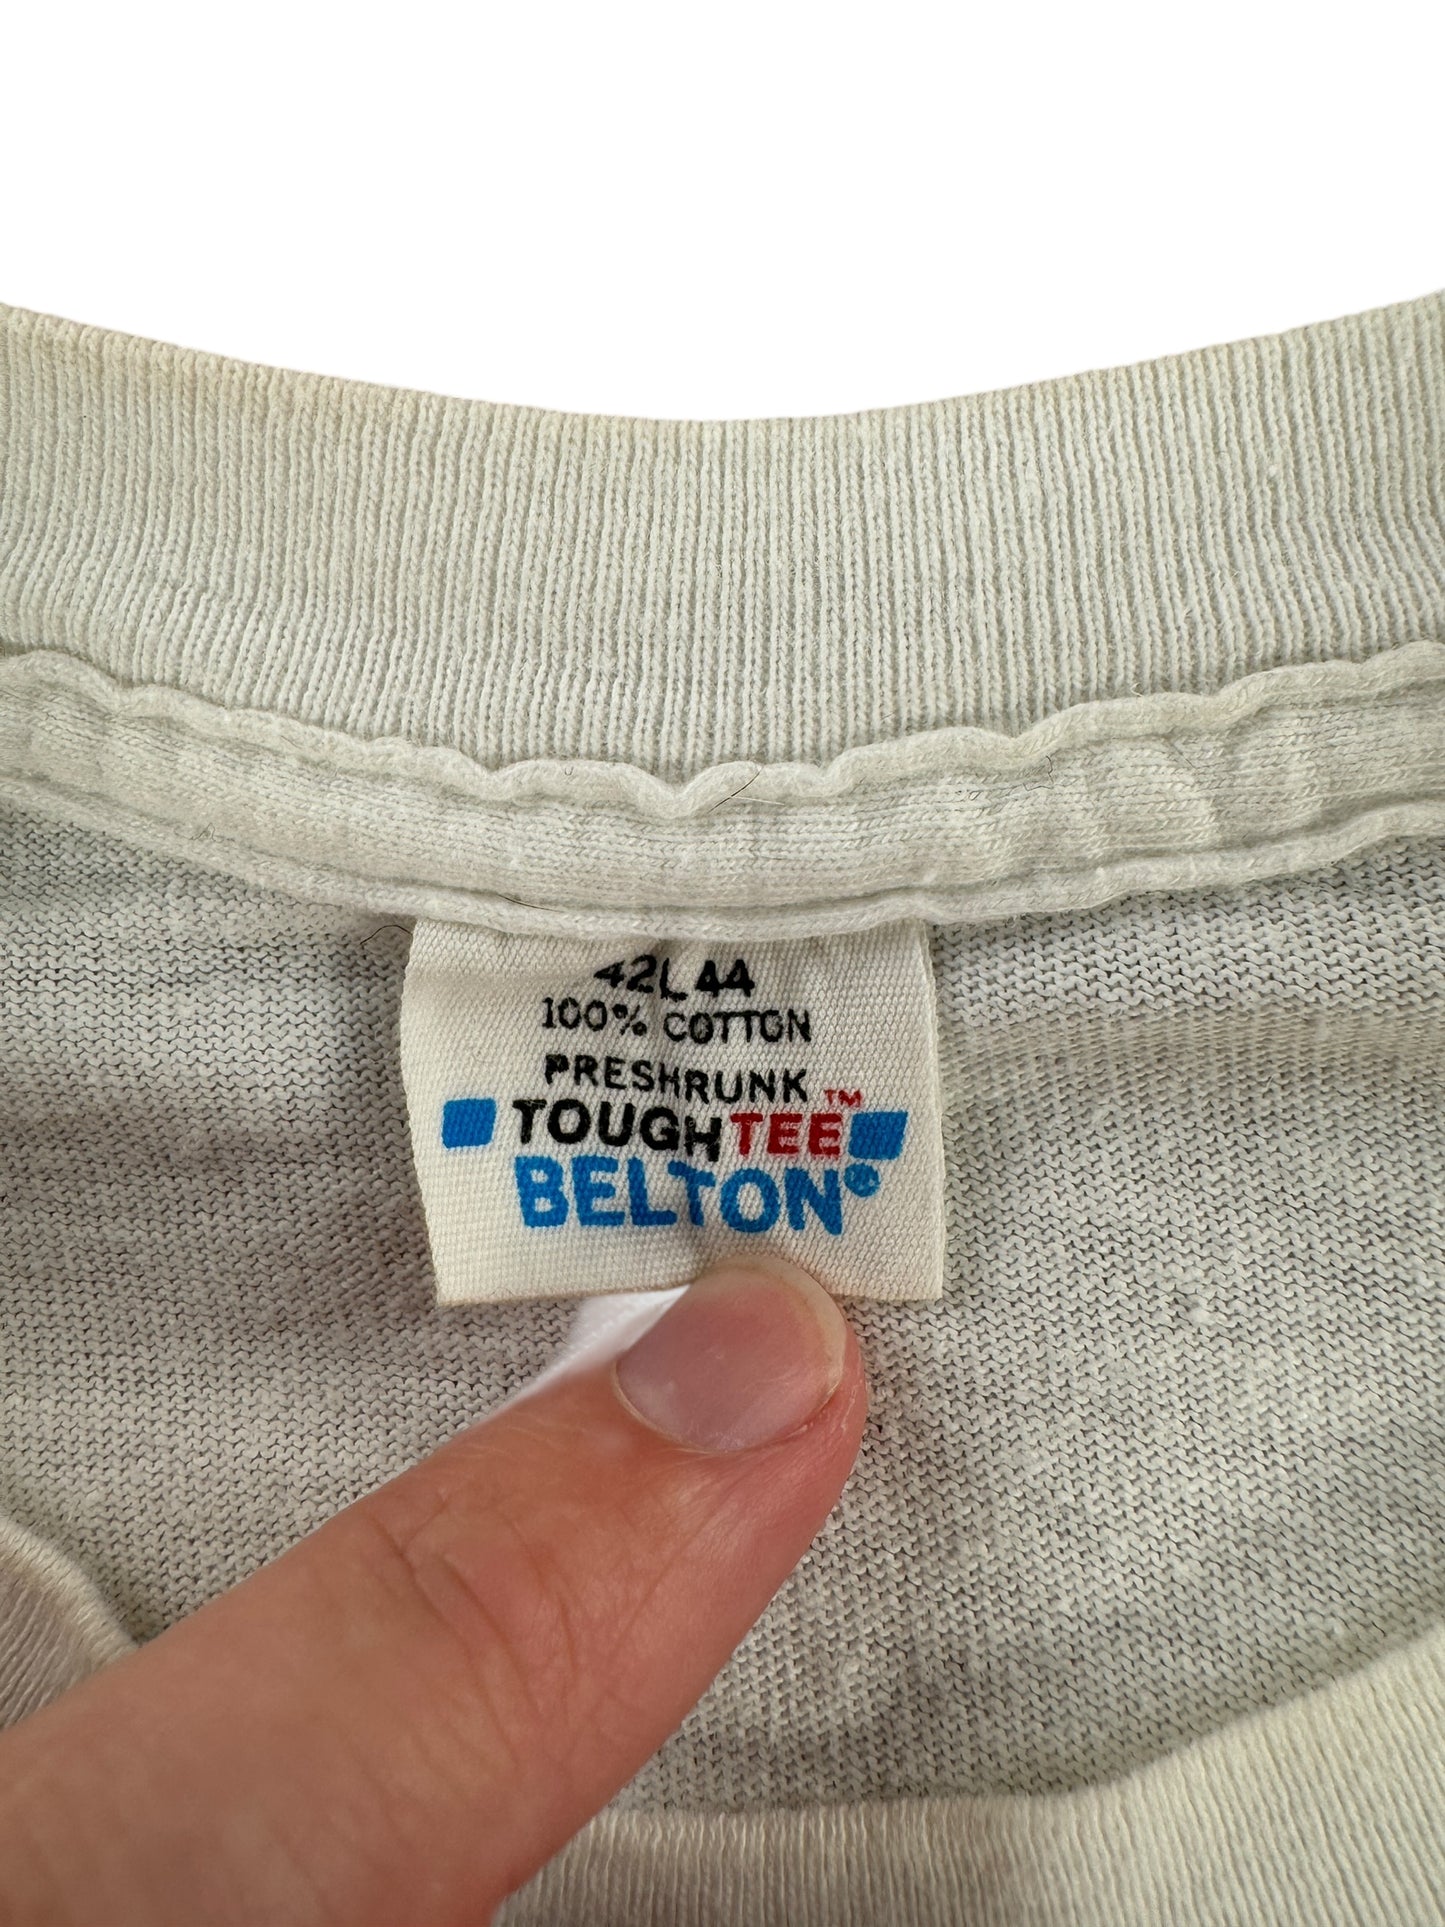 42L44
100% COTTON
PRESHRUNK
TOUGHTEE™
BELTON®